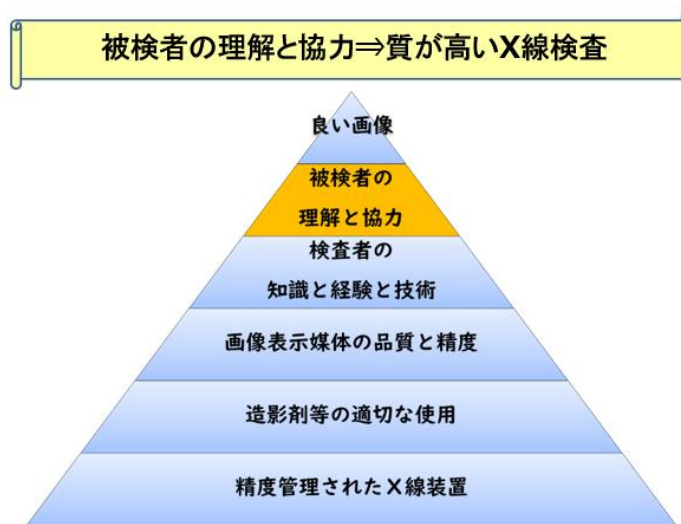 被検者の理解と協力⇒質が高いX線検査
良い画像
被検者の
理解と協力
検査者の
知識と経験と技術
画像表示媒体の品質と精度
造影剤等の適切な使用
精度管理されたX線装置